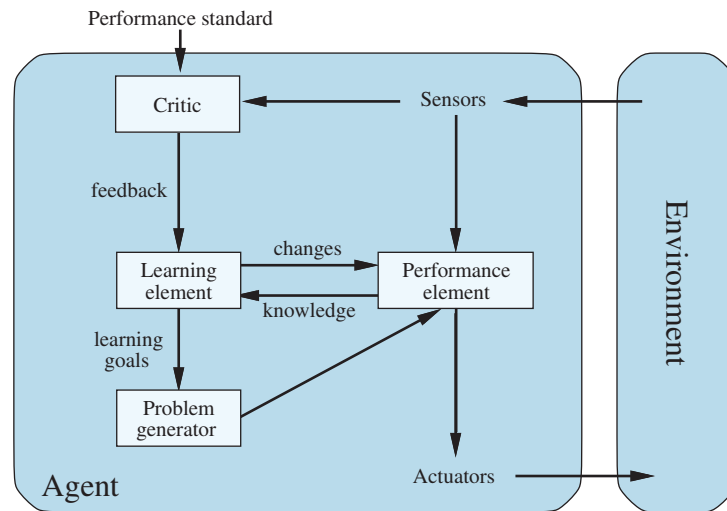 Performance standard
Critic
Sensors
feedback
changes
Learning
element
Performance
element
knowledge
learning
goals
Problem
generator
Agent
Actuators
Environment